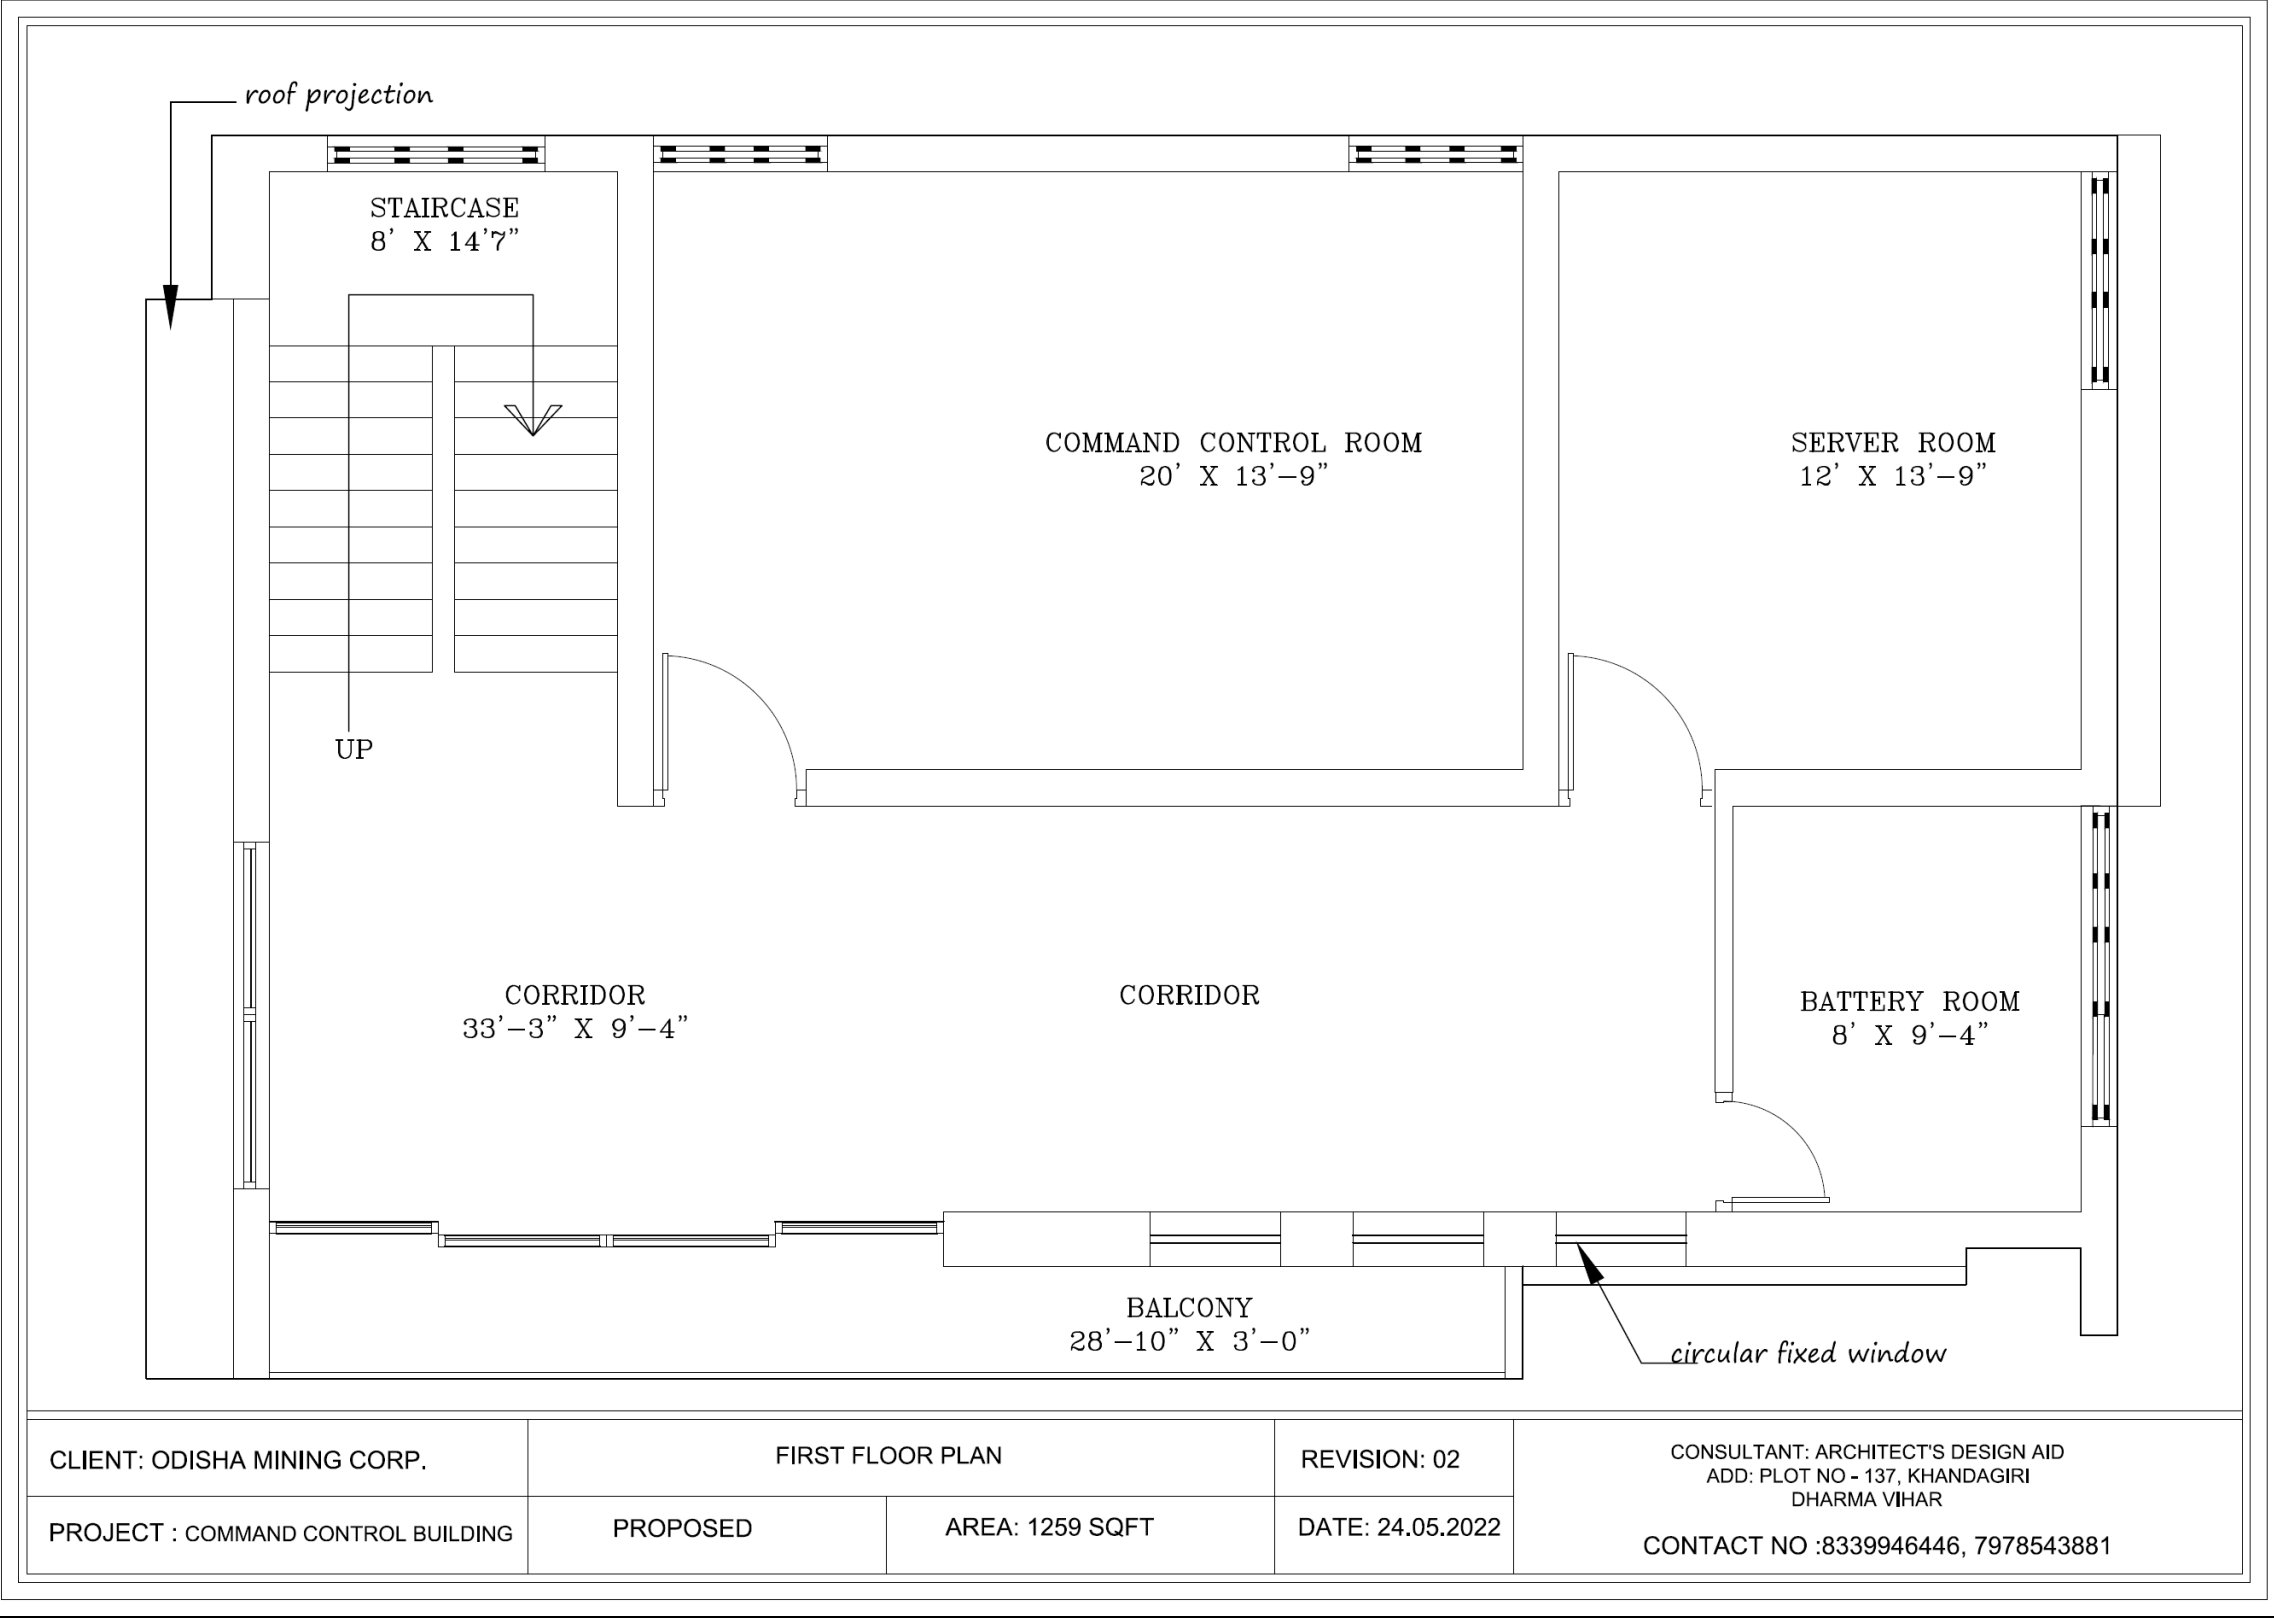 roof projection
STAIRCASE
8' X 14'7"
COMMAND CONTROL ROOM
20' X 13'-9"
SERVER ROOM
12' X 13'-9"
UP
CORRIDOR
33'-3" X 9'-4"
CORRIDOR
BATTERY ROOM
8' X 9'-4"
BALCONY
28'-10" X 3'-0"
circular fixed window
CLIENT: ODISHA MINING CORP.
PROJECT : COMMAND CONTROL BUILDING
FIRST FLOOR PLAN
PROPOSED
AREA: 1259 SQFT
REVISION: 02
DATE: 24.05.2022
CONSULTANT: ARCHITECT'S DESIGN AID
ADD: PLOT NO - 137, KHANDAGIRI
DHARMA VIHAR
CONTACT NO :8339946446, 7978543881